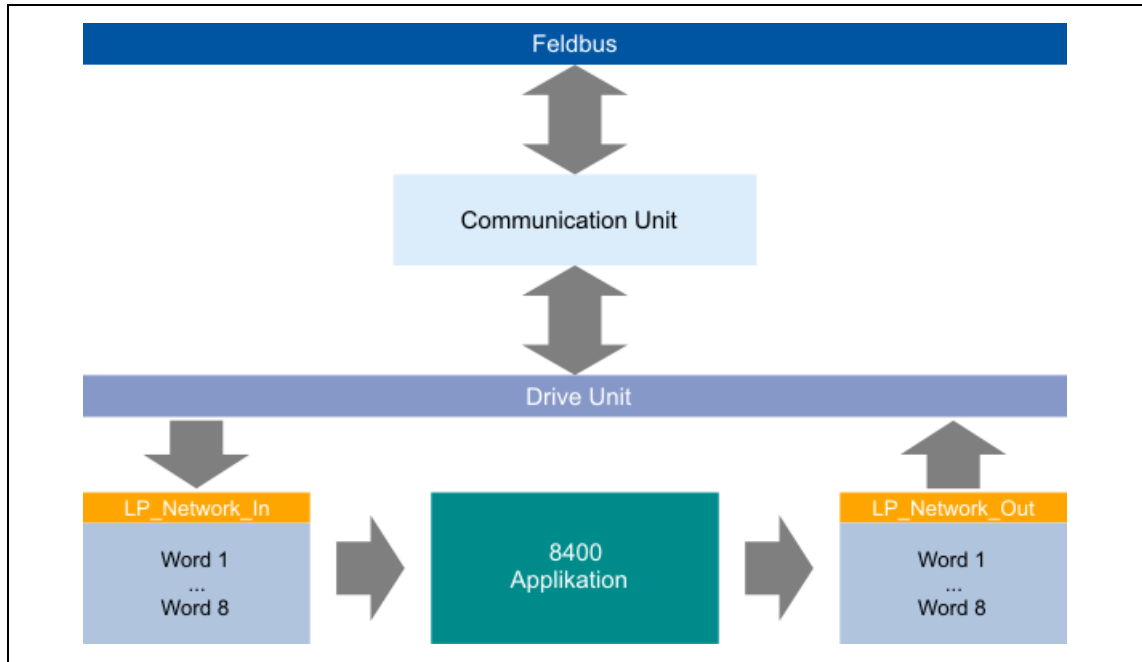 Feldbus
Communication Unit
Drive Unit
LP_Network_In
Word 1
...
Word 8
8400
Applikation
LP_Network_Out
Word 1
...
Word 8